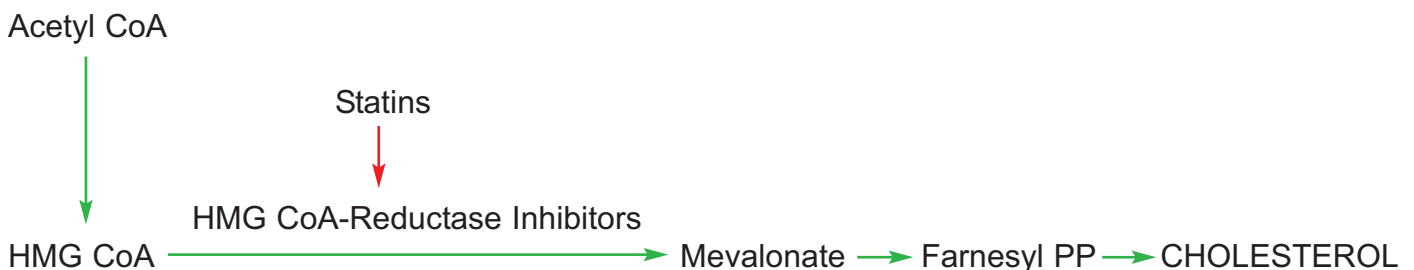 Acetyl CoA
Statins
HMG CoA-Reductase Inhibitors
HMG CoA Mevalonate Farnesyl PP CHOLESTEROL